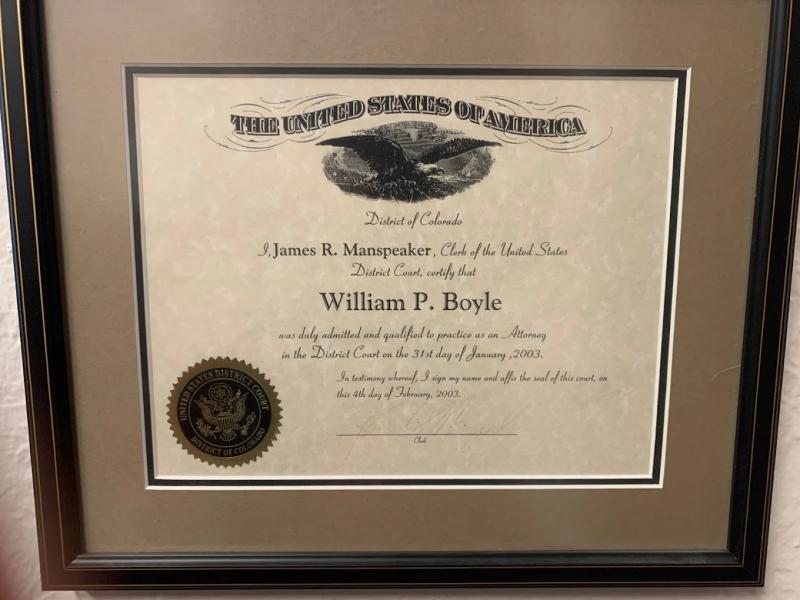 THE UNITED STATES OF AMERICA
District of Colorado
I, James R. Manspeaker, Clerk of the United States
District Court, certify that
William P. Boyle
was duly admitted and qualified to practice as an Attorney
in the District Court on the 31st day of January ,2003.
In testimony whereof, I sign my name and affix the seal of this court, on
this 4th day of February, 2003.
Clerk
UNITED STATES DISTRICT COURT
DISTRICT OF COLORADO